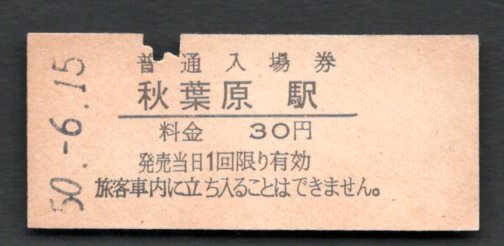 普通入場券
秋葉原駅
料金 30円
発売当日1回限り有効
旅客車内に立ち入ることはできません。
50.-6.15